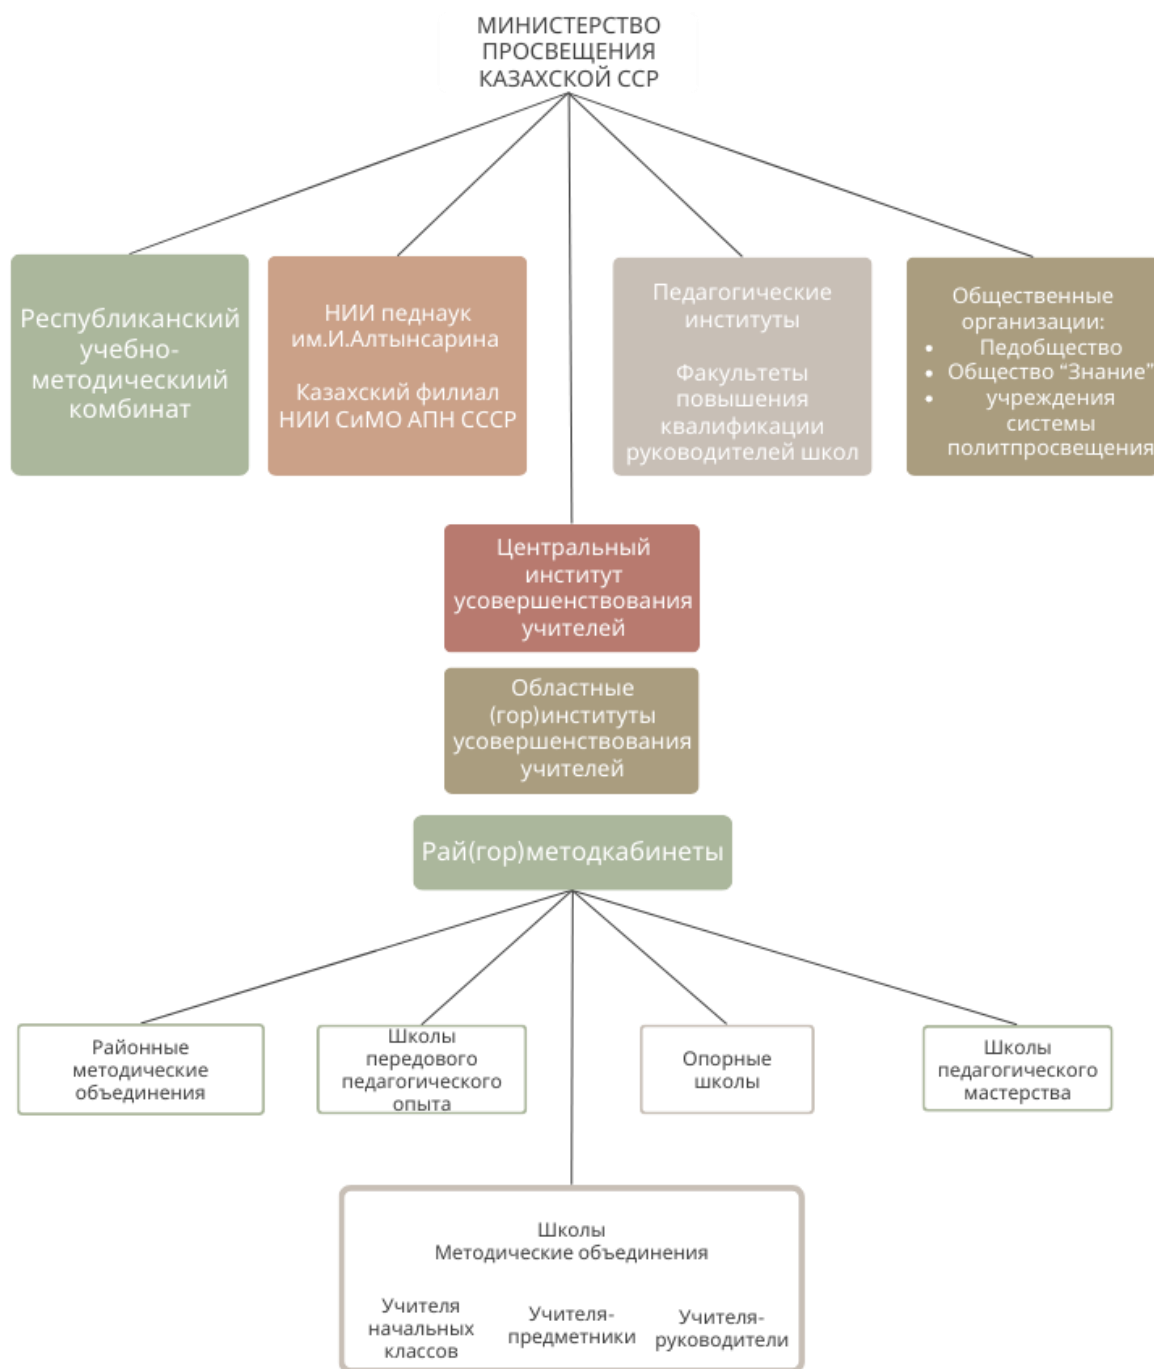 МИНИСТЕРСТВО
ПРОСВЕЩЕНИЯ
КАЗАХСКОЙ ССР
Республиканский
учебно-
методическиий
комбинат
НИИ педнаук
им.И.Алтынсарина
Казахский филиал
НИИ СиМО АПН СССР
Педагогические
институты
Факультеты
повышения
квалификации
руководителей школ
Общественные
организации:
• Педобщество
• Общество “Знание”
• учреждения
системы
политпросвещения
Центральный
институт
усовершенствования
учителей
Областные
(гор)институты
усовершенствования
учителей
Рай(гор)методкабинеты
Районные
методические
объединения
Школы
передового
педагогического
опыта
Опорные
школы
Школы
педагогического
мастерства
Школы
Методические объединения
Учителя
начальных
классов
Учителя-
предметники
Учителя-
руководители